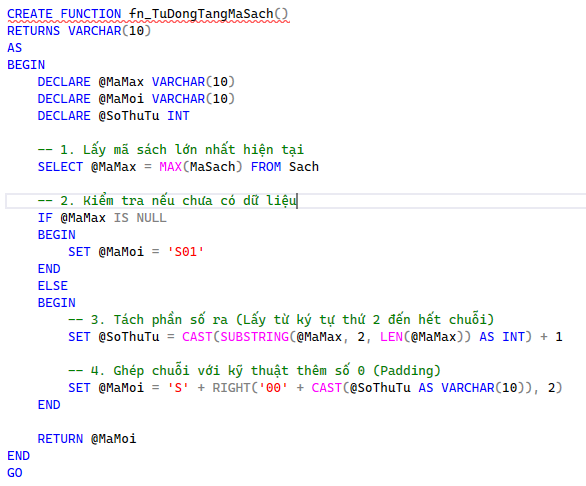 CREATE FUNCTION fn_TuDongTangMaSach()
RETURNS VARCHAR(10)
AS
BEGIN
    DECLARE @MaMax VARCHAR(10)
    DECLARE @MaMoi VARCHAR(10)
    DECLARE @SoThuTu INT

    -- 1. Lấy mã sách lớn nhất hiện tại
    SELECT @MaMax = MAX(MaSach) FROM Sach

    -- 2. Kiểm tra nếu chưa có dữ liệu
    IF @MaMax IS NULL
    BEGIN
        SET @MaMoi = 'S01'
    END
    ELSE
    BEGIN
        -- 3. Tách phần số ra (Lấy từ ký tự thứ 2 đến hết chuỗi)
        SET @SoThuTu = CAST(SUBSTRING(@MaMax, 2, LEN(@MaMax)) AS INT) + 1

        -- 4. Ghép chuỗi với kỹ thuật thêm số 0 (Padding)
        SET @MaMoi = 'S' + RIGHT('00' + CAST(@SoThuTu AS VARCHAR(10)), 2)
    END

    RETURN @MaMoi
END
GO